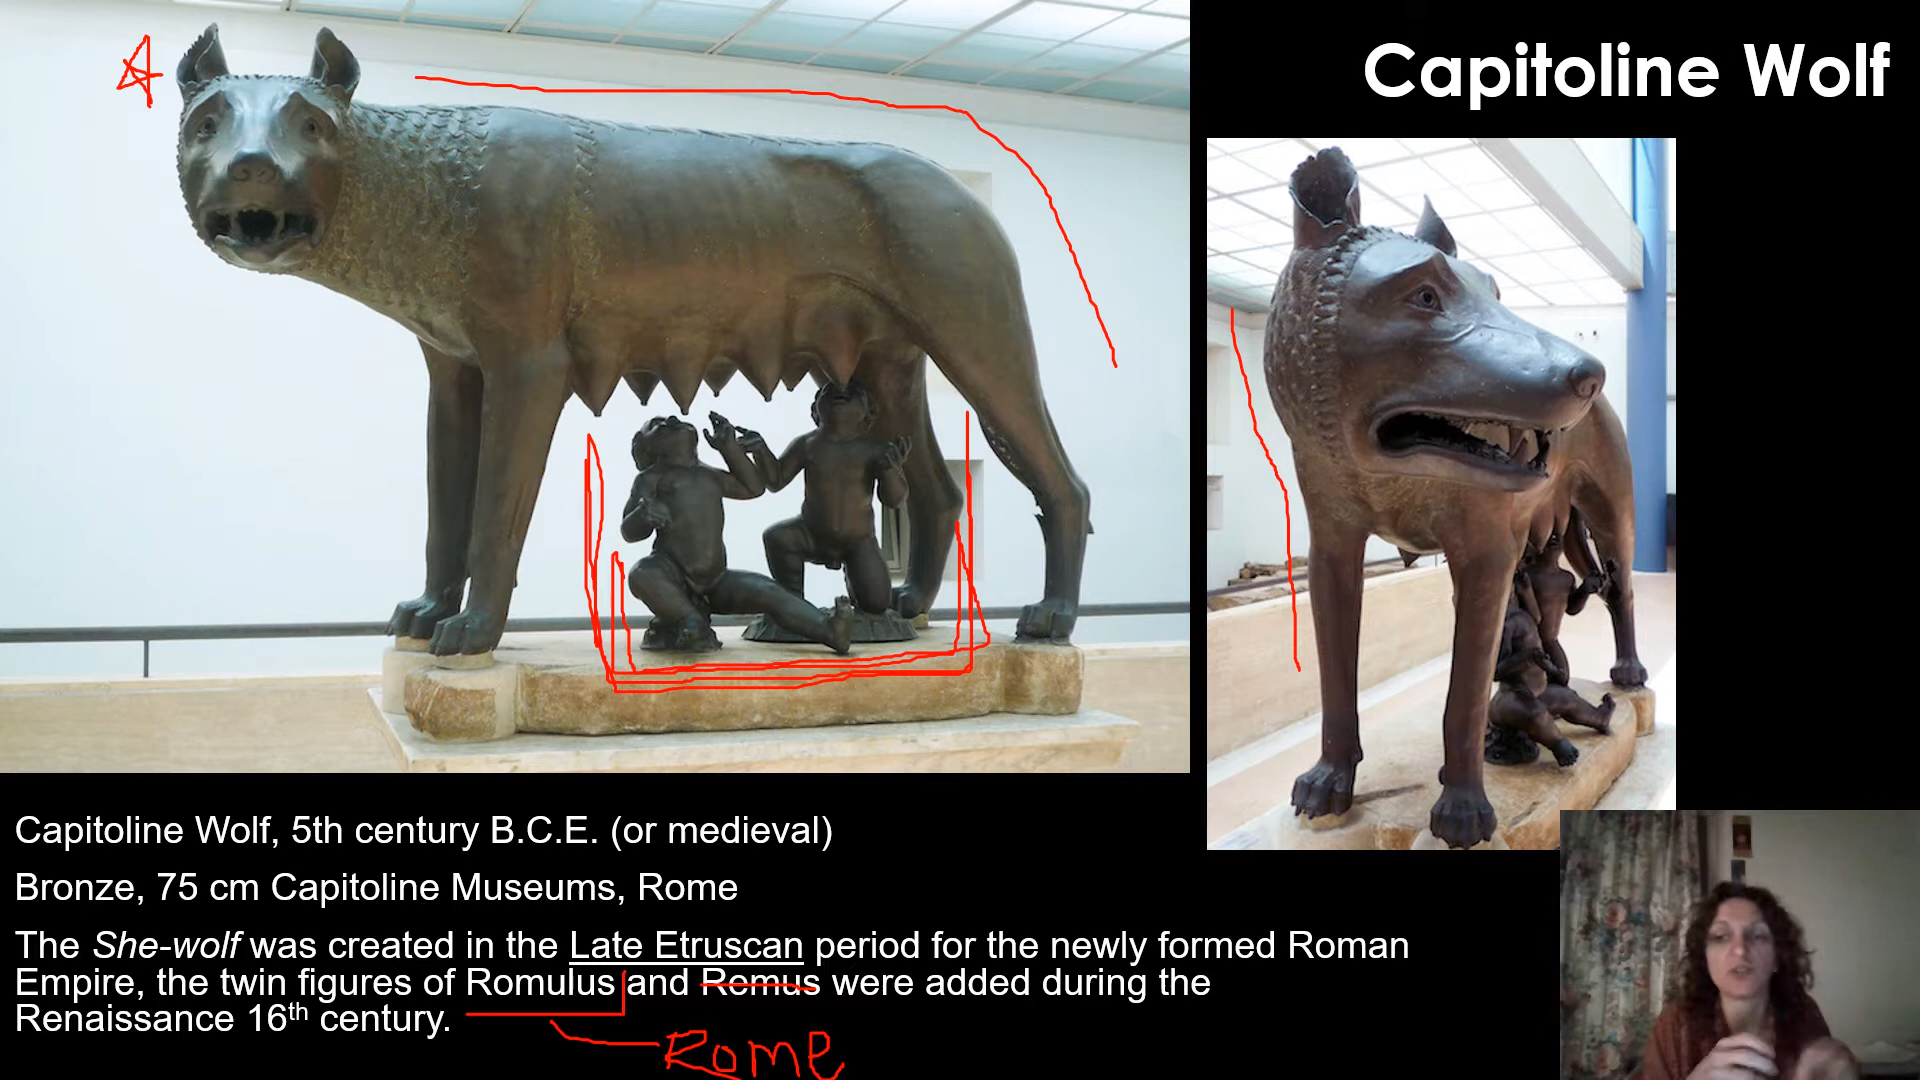 Capitoline Wolf
Capitoline Wolf, 5th century B.C.E. (or medieval)
Bronze, 75 cm Capitoline Museums, Rome
The She-wolf was created in the Late Etruscan period for the newly formed Roman
Empire, the twin figures of Romulus and Remus were added during the
Renaissance 16th century.
Rome